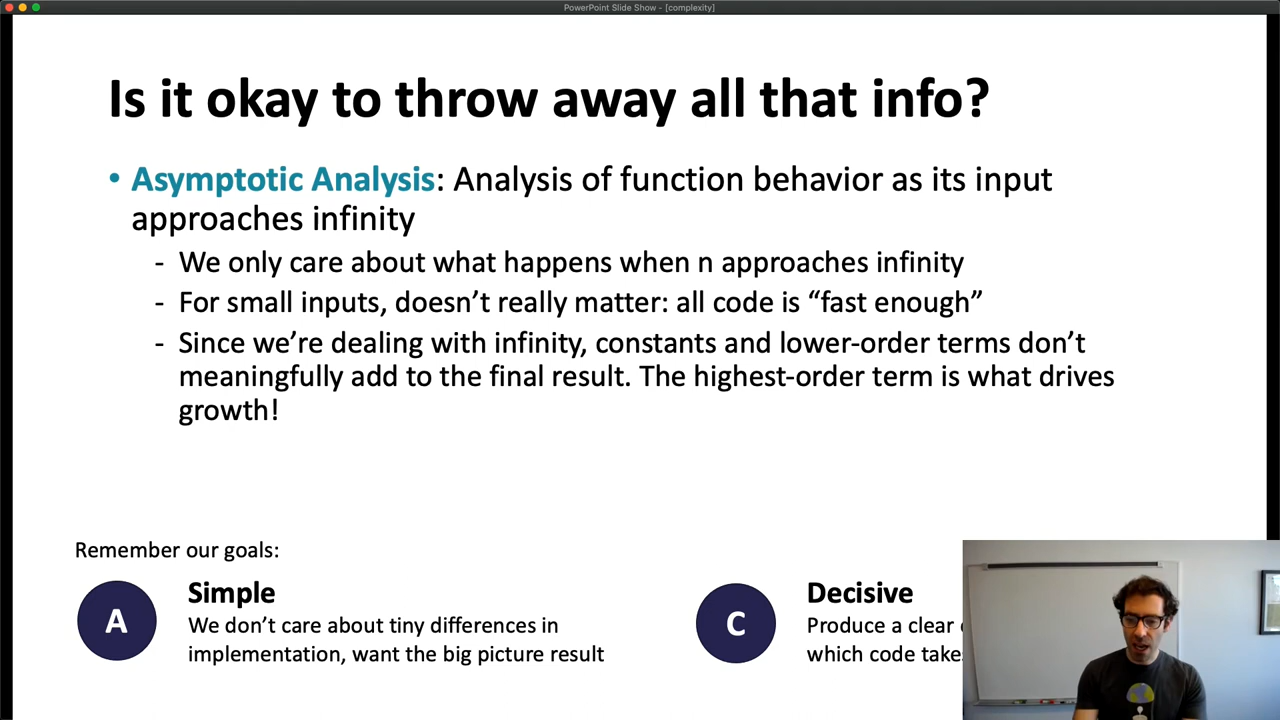 PowerPoint Slide Show - [complexity]
Is it okay to throw away all that info?
• Asymptotic Analysis: Analysis of function behavior as its input
approaches infinity
- We only care about what happens when n approaches infinity
- For small inputs, doesn’t really matter: all code is “fast enough”
- Since we’re dealing with infinity, constants and lower-order terms don’t
meaningfully add to the final result. The highest-order term is what drives
growth!
Remember our goals:
A
Simple
We don’t care about tiny differences in
implementation, want the big picture result
C
Decisive
Produce a clear
which code take